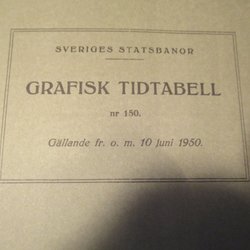 SVERIGES STATSBANOR
GRAFISK TIDTABELL
nr 150.
Gällande fr. o. m. 10 juni 1950.